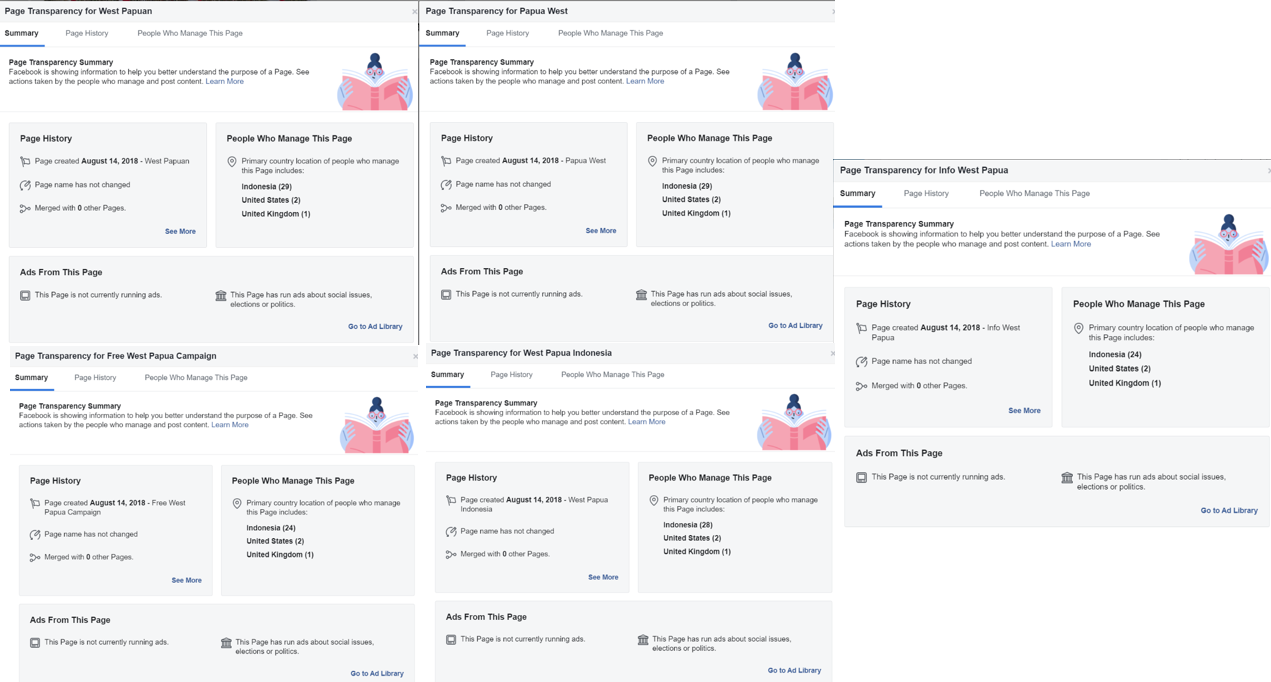 Page Transparency for West Papuan
Summary
Page History
People Who Manage This Page
Page Transparency Summary
Facebook is showing information to help you better understand the purpose of a Page. See
actions taken by the people who manage and post content. Learn More
Page History
Page created August 14, 2018 - West Papuan
Page name has not changed
Merged with 0 other Pages.
See More
People Who Manage This Page
Primary country location of people who manage
this Page includes:
Indonesia (29)
United States (2)
United Kingdom (1)
Ads From This Page
This Page is not currently running ads.
This Page has run ads about social issues,
elections or politics.
Go to Ad Library
Page Transparency for Papua West
Summary
Page History
People Who Manage This Page
Page Transparency Summary
Facebook is showing information to help you better understand the purpose of a Page. See
actions taken by the people who manage and post content. Learn More
Page History
Page created August 14, 2018 - Papua West
Page name has not changed
Merged with 0 other Pages.
See More
People Who Manage This Page
Primary country location of people who manage
this Page includes:
Indonesia (29)
United States (2)
United Kingdom (1)
Ads From This Page
This Page is not currently running ads.
This Page has run ads about social issues,
elections or politics.
Go to Ad Library
Page Transparency for Info West Papua
Summary
Page History
People Who Manage This Page
Page Transparency Summary
Facebook is showing information to help you better understand the purpose of a Page. See
actions taken by the people who manage and post content. Learn More
Page History
Page created August 14, 2018 - Info West
Papua
Page name has not changed
Merged with 0 other Pages.
See More
People Who Manage This Page
Primary country location of people who manage
this Page includes:
Indonesia (24)
United States (2)
United Kingdom (1)
Ads From This Page
This Page is not currently running ads.
This Page has run ads about social issues,
elections or politics.
Go to Ad Library
Page Transparency for Free West Papua Campaign
Summary
Page History
People Who Manage This Page
Page Transparency Summary
Facebook is showing information to help you better understand the purpose of a Page. See
actions taken by the people who manage and post content. Learn More
Page History
Page created August 14, 2018 - Free West
Papua Campaign
Page name has not changed
Merged with 0 other Pages.
See More
People Who Manage This Page
Primary country location of people who manage
this Page includes:
Indonesia (24)
United States (2)
United Kingdom (1)
Ads From This Page
This Page is not currently running ads.
This Page has run ads about social issues,
elections or politics.
Go to Ad Library
Page Transparency for West Papua Indonesia
Summary
Page History
People Who Manage This Page
Page Transparency Summary
Facebook is showing information to help you better understand the purpose of a Page. See
actions taken by the people who manage and post content. Learn More
Page History
Page created August 14, 2018 - West Papua
Indonesia
Page name has not changed
Merged with 0 other Pages.
See More
People Who Manage This Page
Primary country location of people who manage
this Page includes:
Indonesia (28)
United States (2)
United Kingdom (1)
Ads From This Page
This Page is not currently running ads.
This Page has run ads about social issues,
elections or politics.
Go to Ad Library